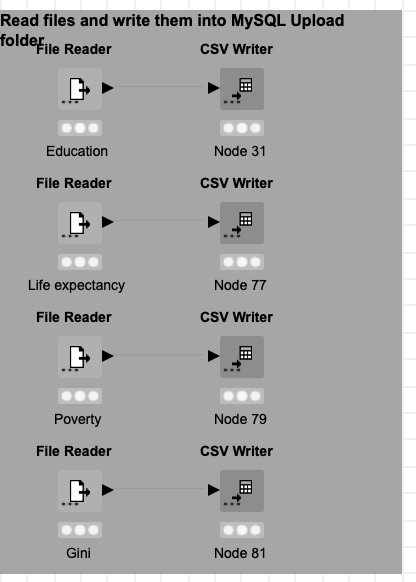 Read files and write them into MySQL Upload
folder
File Reader CSV Writer
Education Node 31
File Reader CSV Writer
Life expectancy Node 77
File Reader CSV Writer
Poverty Node 79
File Reader CSV Writer
Gini Node 81